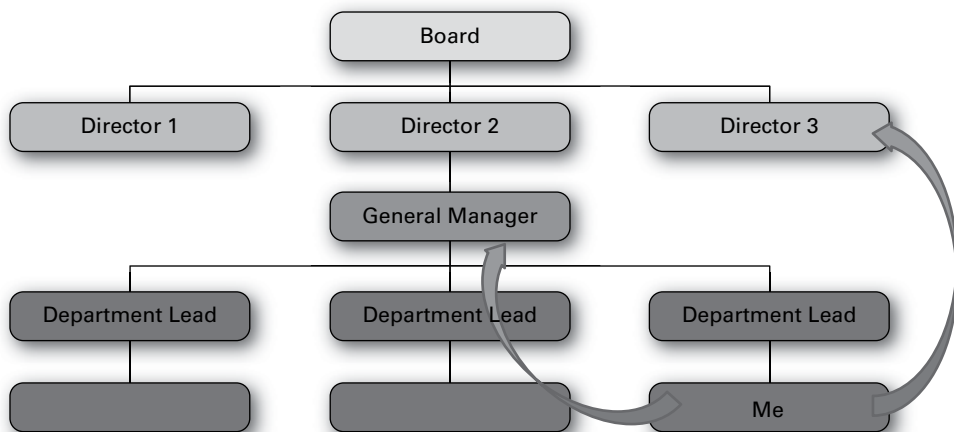 Board
Director 1
Director 2
Director 3
General Manager
Department Lead
Department Lead
Department Lead
Me